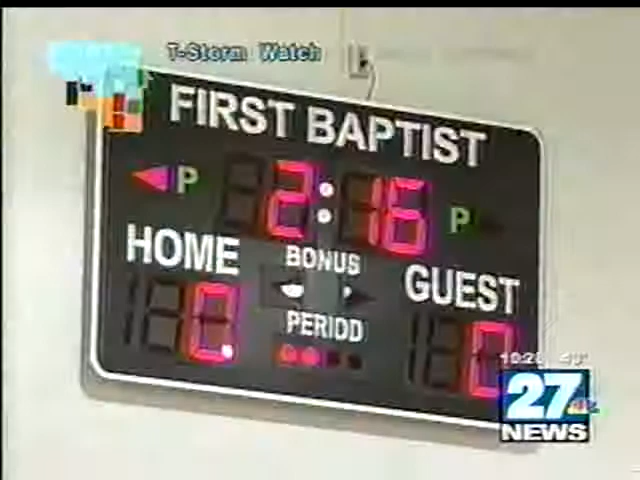 T-Storm Watch
FIRST BAPTIST
P 2:16 P
HOME BONUS GUEST
PERIOD
0 0
27
NEWS